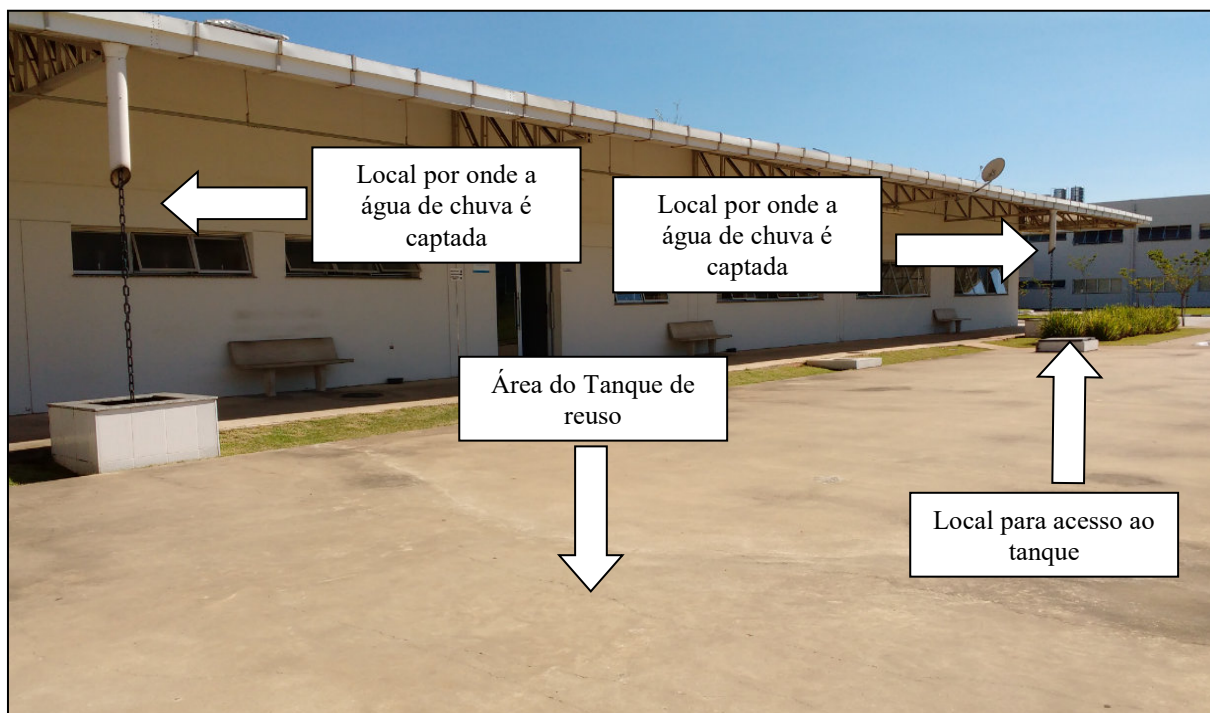 Local por onde a
água de chuva é
captada
Local por onde a
água de chuva é
captada
Área do Tanque de
reuso
Local para acesso ao
tanque